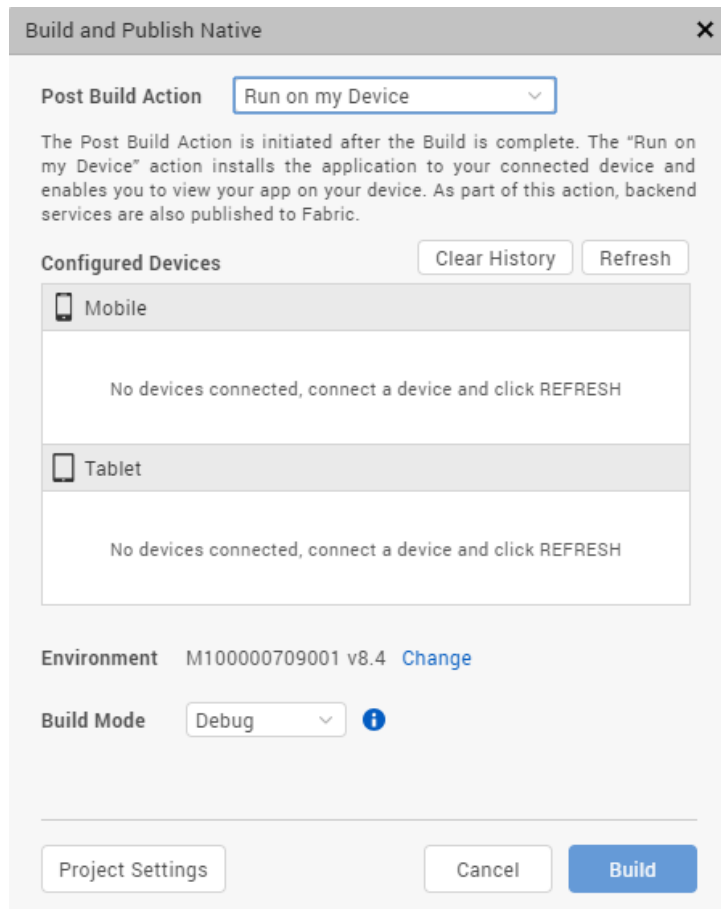 Build and Publish Native
Post Build Action Run on my Device
The Post Build Action is initiated after the Build is complete. The “Run on
my Device” action installs the application to your connected device and
enables you to view your app on your device. As part of this action, backend
services are also published to Fabric.
Configured Devices Clear History Refresh
Mobile
No devices connected, connect a device and click REFRESH
Tablet
No devices connected, connect a device and click REFRESH
Environment M100000709001 v8.4 Change
Build Mode Debug
Project Settings Cancel Build